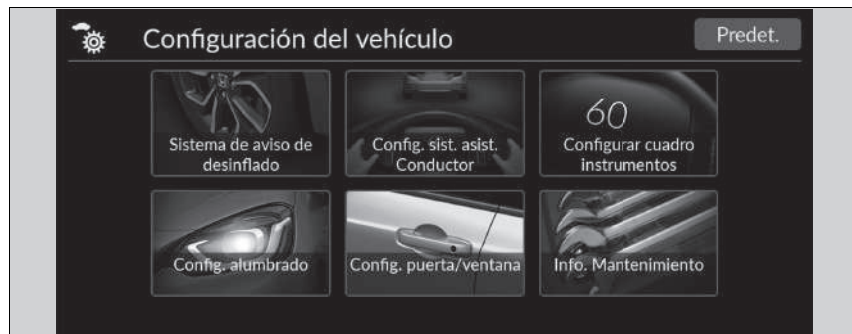 Configuración del vehículo
Predet.
Sistema de aviso de
desinflado
Config. sist. asist.
Conductor
60
Configurar cuadro
instrumentos
Config. alumbrado
Config. puerta/ventana
Info. Mantenimiento